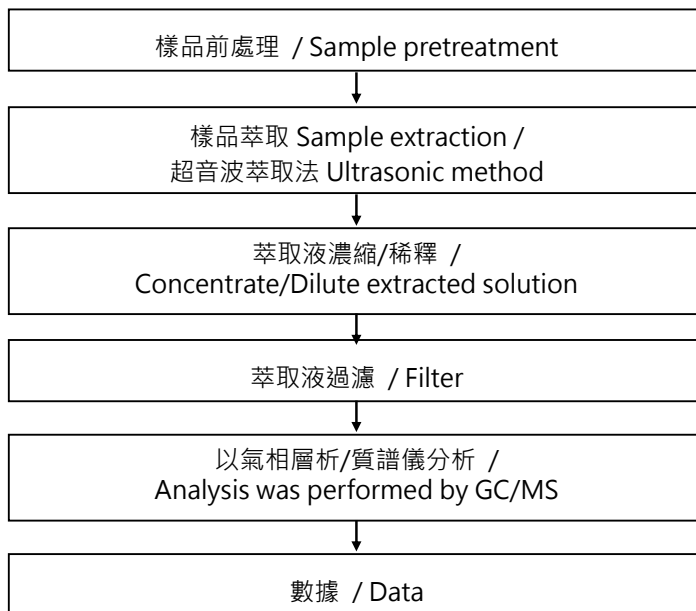 樣品前處理 / Sample pretreatment
樣品萃取 Sample extraction /
超音波萃取法 Ultrasonic method
萃取液濃縮/稀釋 /
Concentrate/Dilute extracted solution
萃取液過濾 / Filter
以氣相層析/質譜儀分析 /
Analysis was performed by GC/MS
數據 / Data